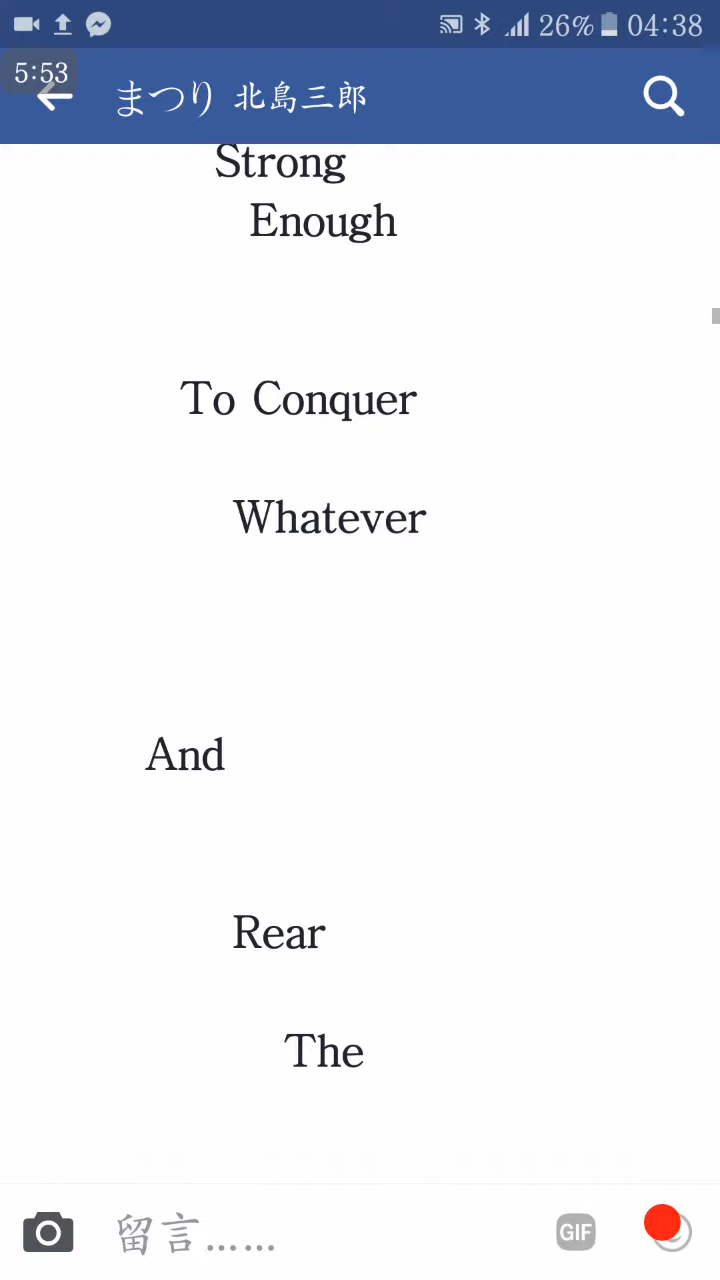 26% 04:38
5:53
まつり 北島三郎
Strong
Enough
To Conquer
Whatever
And
Rear
The
留言......
GIF